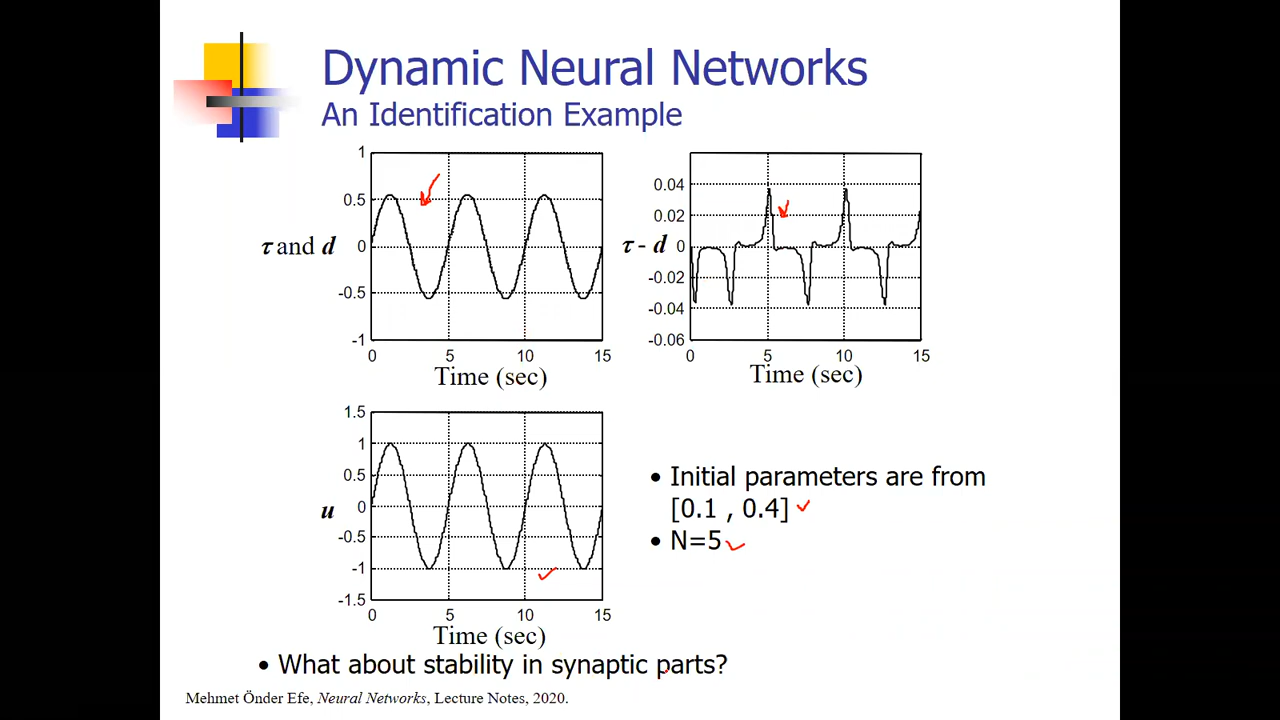 Dynamic Neural Networks
An Identification Example
1
0.5
0
-0.5
-1
τ and d
0 5 10 15
Time (sec)
0.04
0.02
0
-0.02
-0.04
-0.06
τ - d
0 5 10 15
Time (sec)
1.5
1
0.5
0
-0.5
-1
-1.5
u
0 5 10 15
Time (sec)
• Initial parameters are from
[0.1 , 0.4]
• N=5
• What about stability in synaptic parts?
Mehmet Önder Efe, Neural Networks, Lecture Notes, 2020.